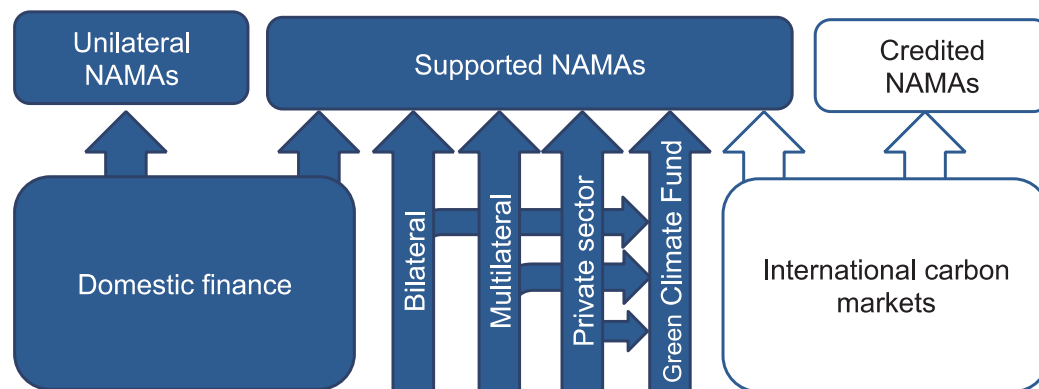 Unilateral
NAMAs
Supported NAMAs
Credited
NAMAs
Domestic finance
Bilateral
Multilateral
Private sector
Green Climate Fund
International carbon
markets